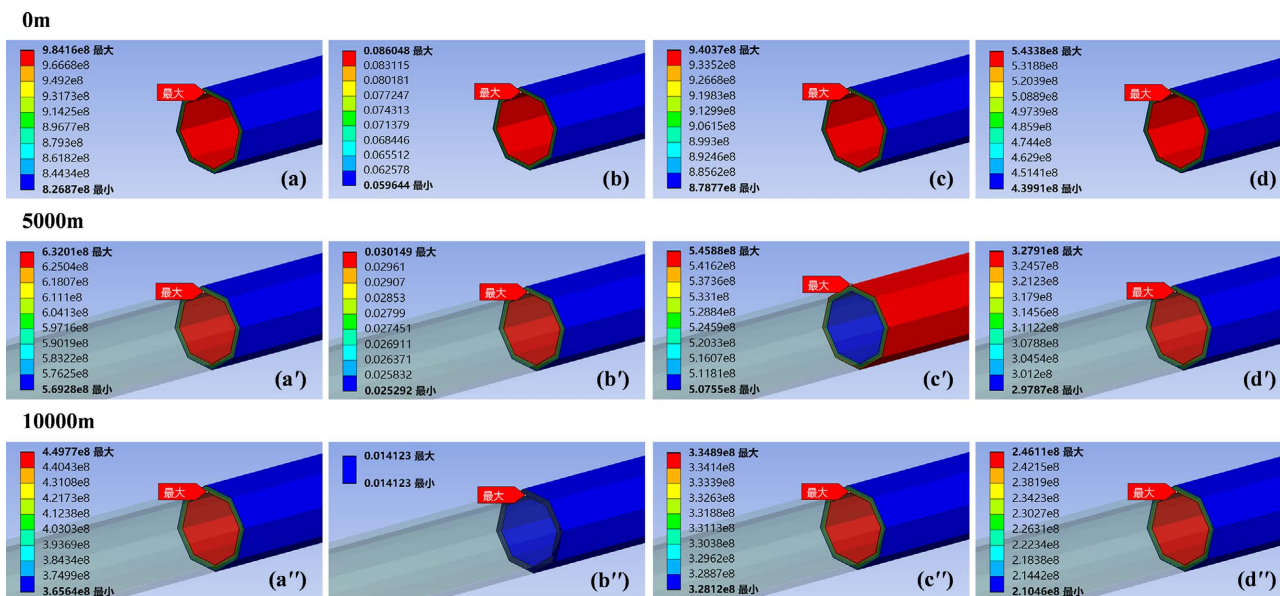 0m
9.8416e8 最大
9.6668e8
9.492e8
9.3173e8
9.1425e8
8.9677e8
8.793e8
8.6182e8
8.4434e8
8.2687e8 最小
最大
(a)
0.086048 最大
0.083115
0.080181
0.077247
0.074313
0.071379
0.068446
0.065512
0.062578
0.059644 最小
最大
(b)
9.4037e8 最大
9.3352e8
9.2668e8
9.1983e8
9.1299e8
9.0615e8
8.993e8
8.9246e8
8.8562e8
8.7877e8 最小
最大
(c)
5.4338e8 最大
5.3188e8
5.2039e8
5.0889e8
4.9739e8
4.859e8
4.744e8
4.629e8
4.5141e8
4.3991e8 最小
最大
(d)
5000m
6.3201e8 最大
6.2504e8
6.1807e8
6.111e8
6.0413e8
5.9716e8
5.9019e8
5.8322e8
5.7625e8
5.6928e8 最小
最大
(a′)
0.030149 最大
0.02961
0.02907
0.02853
0.02799
0.027451
0.026911
0.026371
0.025832
0.025292 最小
最大
(b′)
5.4588e8 最大
5.4162e8
5.3736e8
5.331e8
5.2884e8
5.2459e8
5.2033e8
5.1607e8
5.1181e8
5.0755e8 最小
最大
(c′)
3.2791e8 最大
3.2457e8
3.2123e8
3.179e8
3.1456e8
3.1122e8
3.0788e8
3.0454e8
3.012e8
2.9787e8 最小
最大
(d′)
10000m
4.4977e8 最大
4.4043e8
4.3108e8
4.2173e8
4.1238e8
4.0303e8
3.9369e8
3.8434e8
3.7499e8
3.6564e8 最小
最大
(a′′)
0.014123 最大
0.014123 最小
最大
(b′′)
3.3489e8 最大
3.3414e8
3.3339e8
3.3263e8
3.3188e8
3.3113e8
3.3038e8
3.2962e8
3.2887e8
3.2812e8 最小
最大
(c′′)
2.4611e8 最大
2.4215e8
2.3819e8
2.3423e8
2.3027e8
2.2631e8
2.2234e8
2.1838e8
2.1442e8
2.1046e8 最小
最大
(d′′)